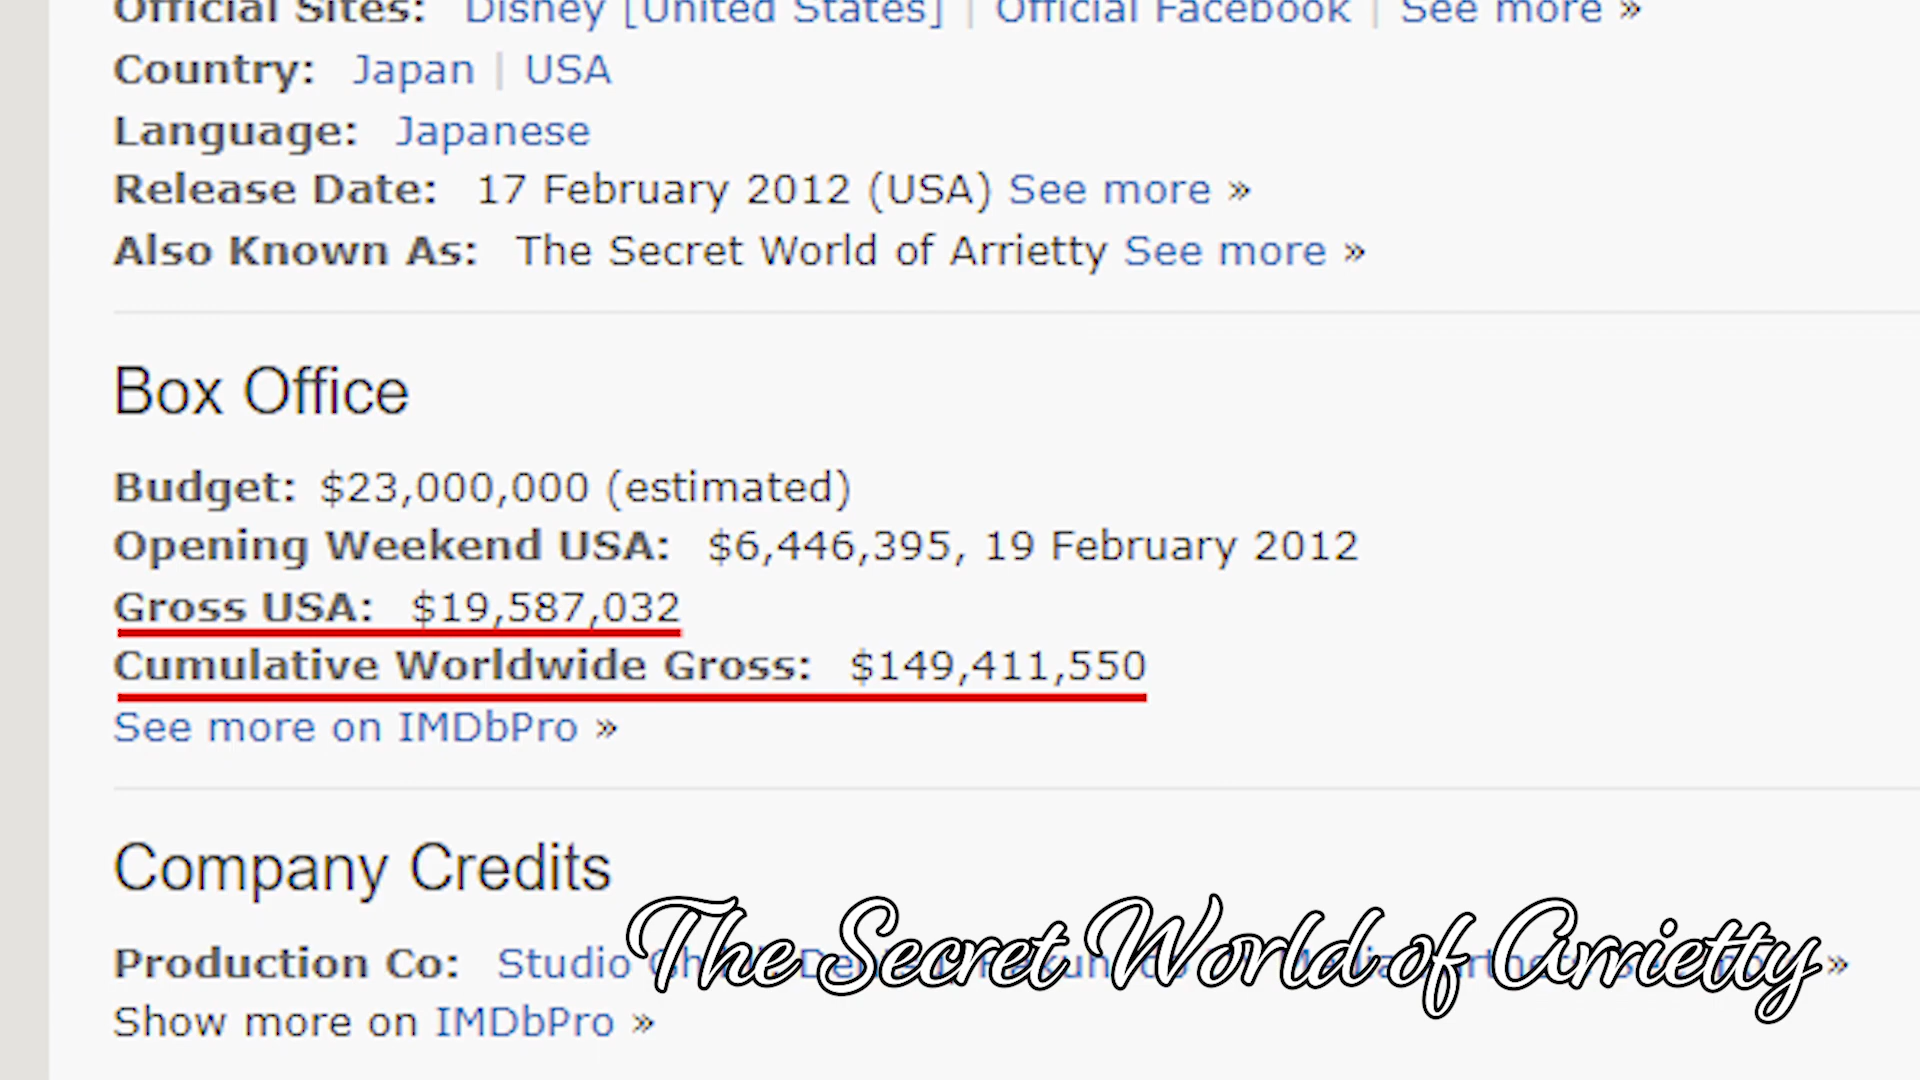 Official Sites: Disney [United States] | Official Facebook | See more »
Country: Japan | USA
Language: Japanese
Release Date: 17 February 2012 (USA) See more »
Also Known As: The Secret World of Arrietty See more »
Box Office
Budget: $23,000,000 (estimated)
Opening Weekend USA: $6,446,395, 19 February 2012
Gross USA: $19,587,032
Cumulative Worldwide Gross: $149,411,550
See more on IMDbPro »
Company Credits
Production Co: Studio »
The Secret World of Arrietty
Show more on IMDbPro »